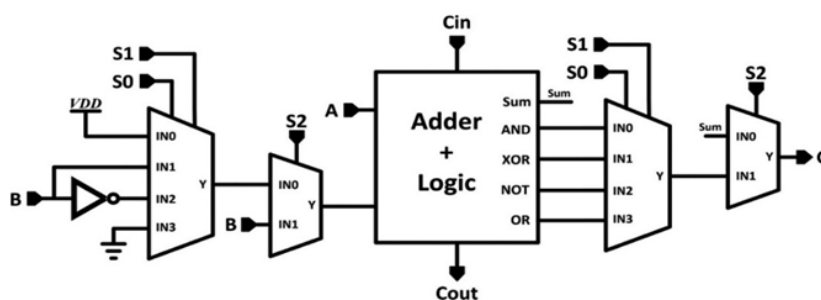 Cin
S1
S0
VDD
IN0
IN1
IN2
IN3
Y
B
S2
IN0
IN1
Y
B
A
Adder
+
Logic
Sum
AND
XOR
NOT
OR
Sum
Cout
S1
S0
IN0
IN1
IN2
IN3
Y
S2
Sum
IN0
IN1
Y